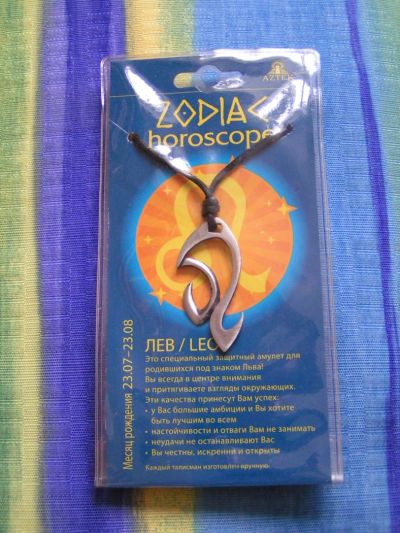 AZTEK
ZODIAC
horoscope
ЛЕВ / LEO
Месяц рождения 23.07–23.08
Это специальный защитный амулет для
родившихся под знаком Льва!
Вы всегда в центре внимания
и притягиваете взгляды окружающих.
Эти качества принесут Вам успех:
• у Вас большие амбиции и Вы хотите
быть лучшим во всем
• настойчивости и отваги Вам не занимать
• неудачи не останавливают Вас
• Вы честны, искренни и открыты
Каждый талисман изготовлен вручную.